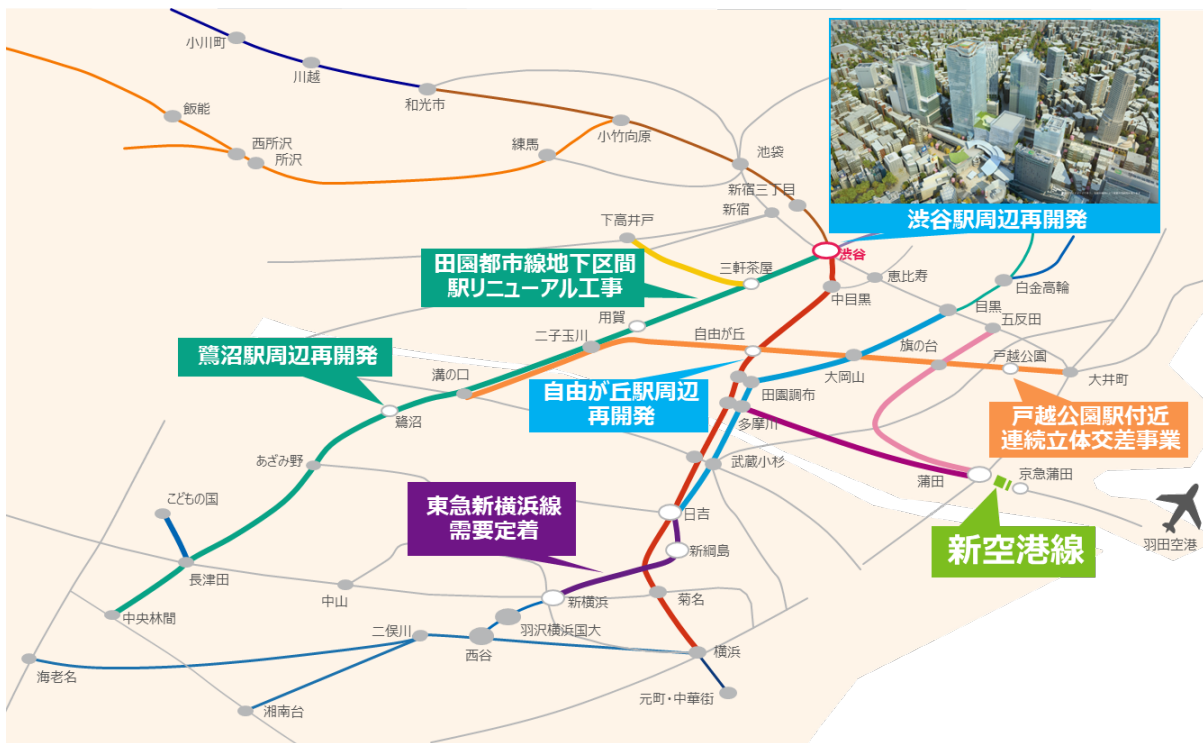 小川町
川越
和光市
飯能
西所沢
所沢
練馬
小竹向原
池袋
新宿三丁目
新宿
渋谷駅周辺再開発
下高井戸
渋谷
田園都市線地下区間
駅リニューアル工事
三軒茶屋
恵比寿
中目黒
白金高輪
用賀
目黒
五反田
二子玉川
自由が丘
旗の台
戸越公園
鷺沼駅周辺再開発
溝の口
大岡山
大井町
自由が丘駅周辺
再開発
田園調布
多摩川
戸越公園駅付近
連続立体交差事業
鷺沼
あざみ野
武蔵小杉
蒲田
京急蒲田
こどもの国
東急新横浜線
需要定着
日吉
新空港線
羽田空港
新綱島
長津田
中山
新横浜
菊名
中央林間
二俣川
羽沢横浜国大
西谷
横浜
海老名
元町・中華街
湘南台